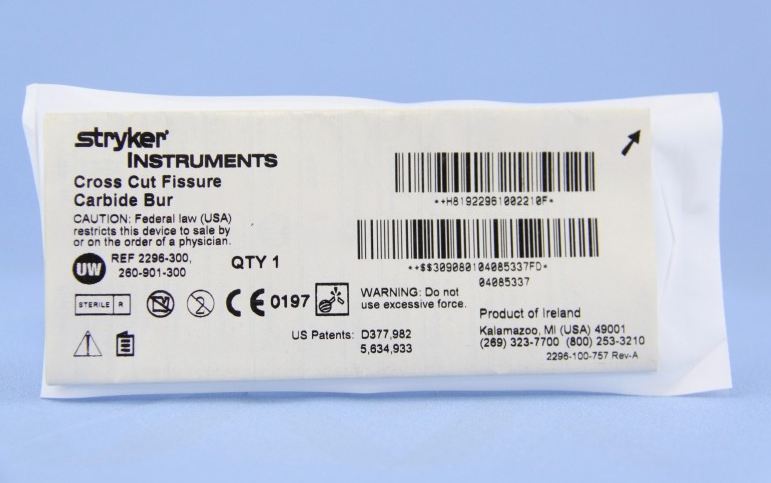 stryker
INSTRUMENTS
Cross Cut Fissure
Carbide Bur
CAUTION: Federal law (USA)
restricts this device to sale by
or on the order of a physician.
UW
REF 2296-300,
260-901-300
QTY 1
STERILE R
2
CE 0197
WARNING: Do not
use excessive force.
US Patents: D377,982
5,634,933
**H81922961002210F*
**$$309080104085337FD*
04085337
Product of Ireland
Kalamazoo, MI (USA) 49001
(269) 323-7700 (800) 253-3210
2296-100-757 Rev-A